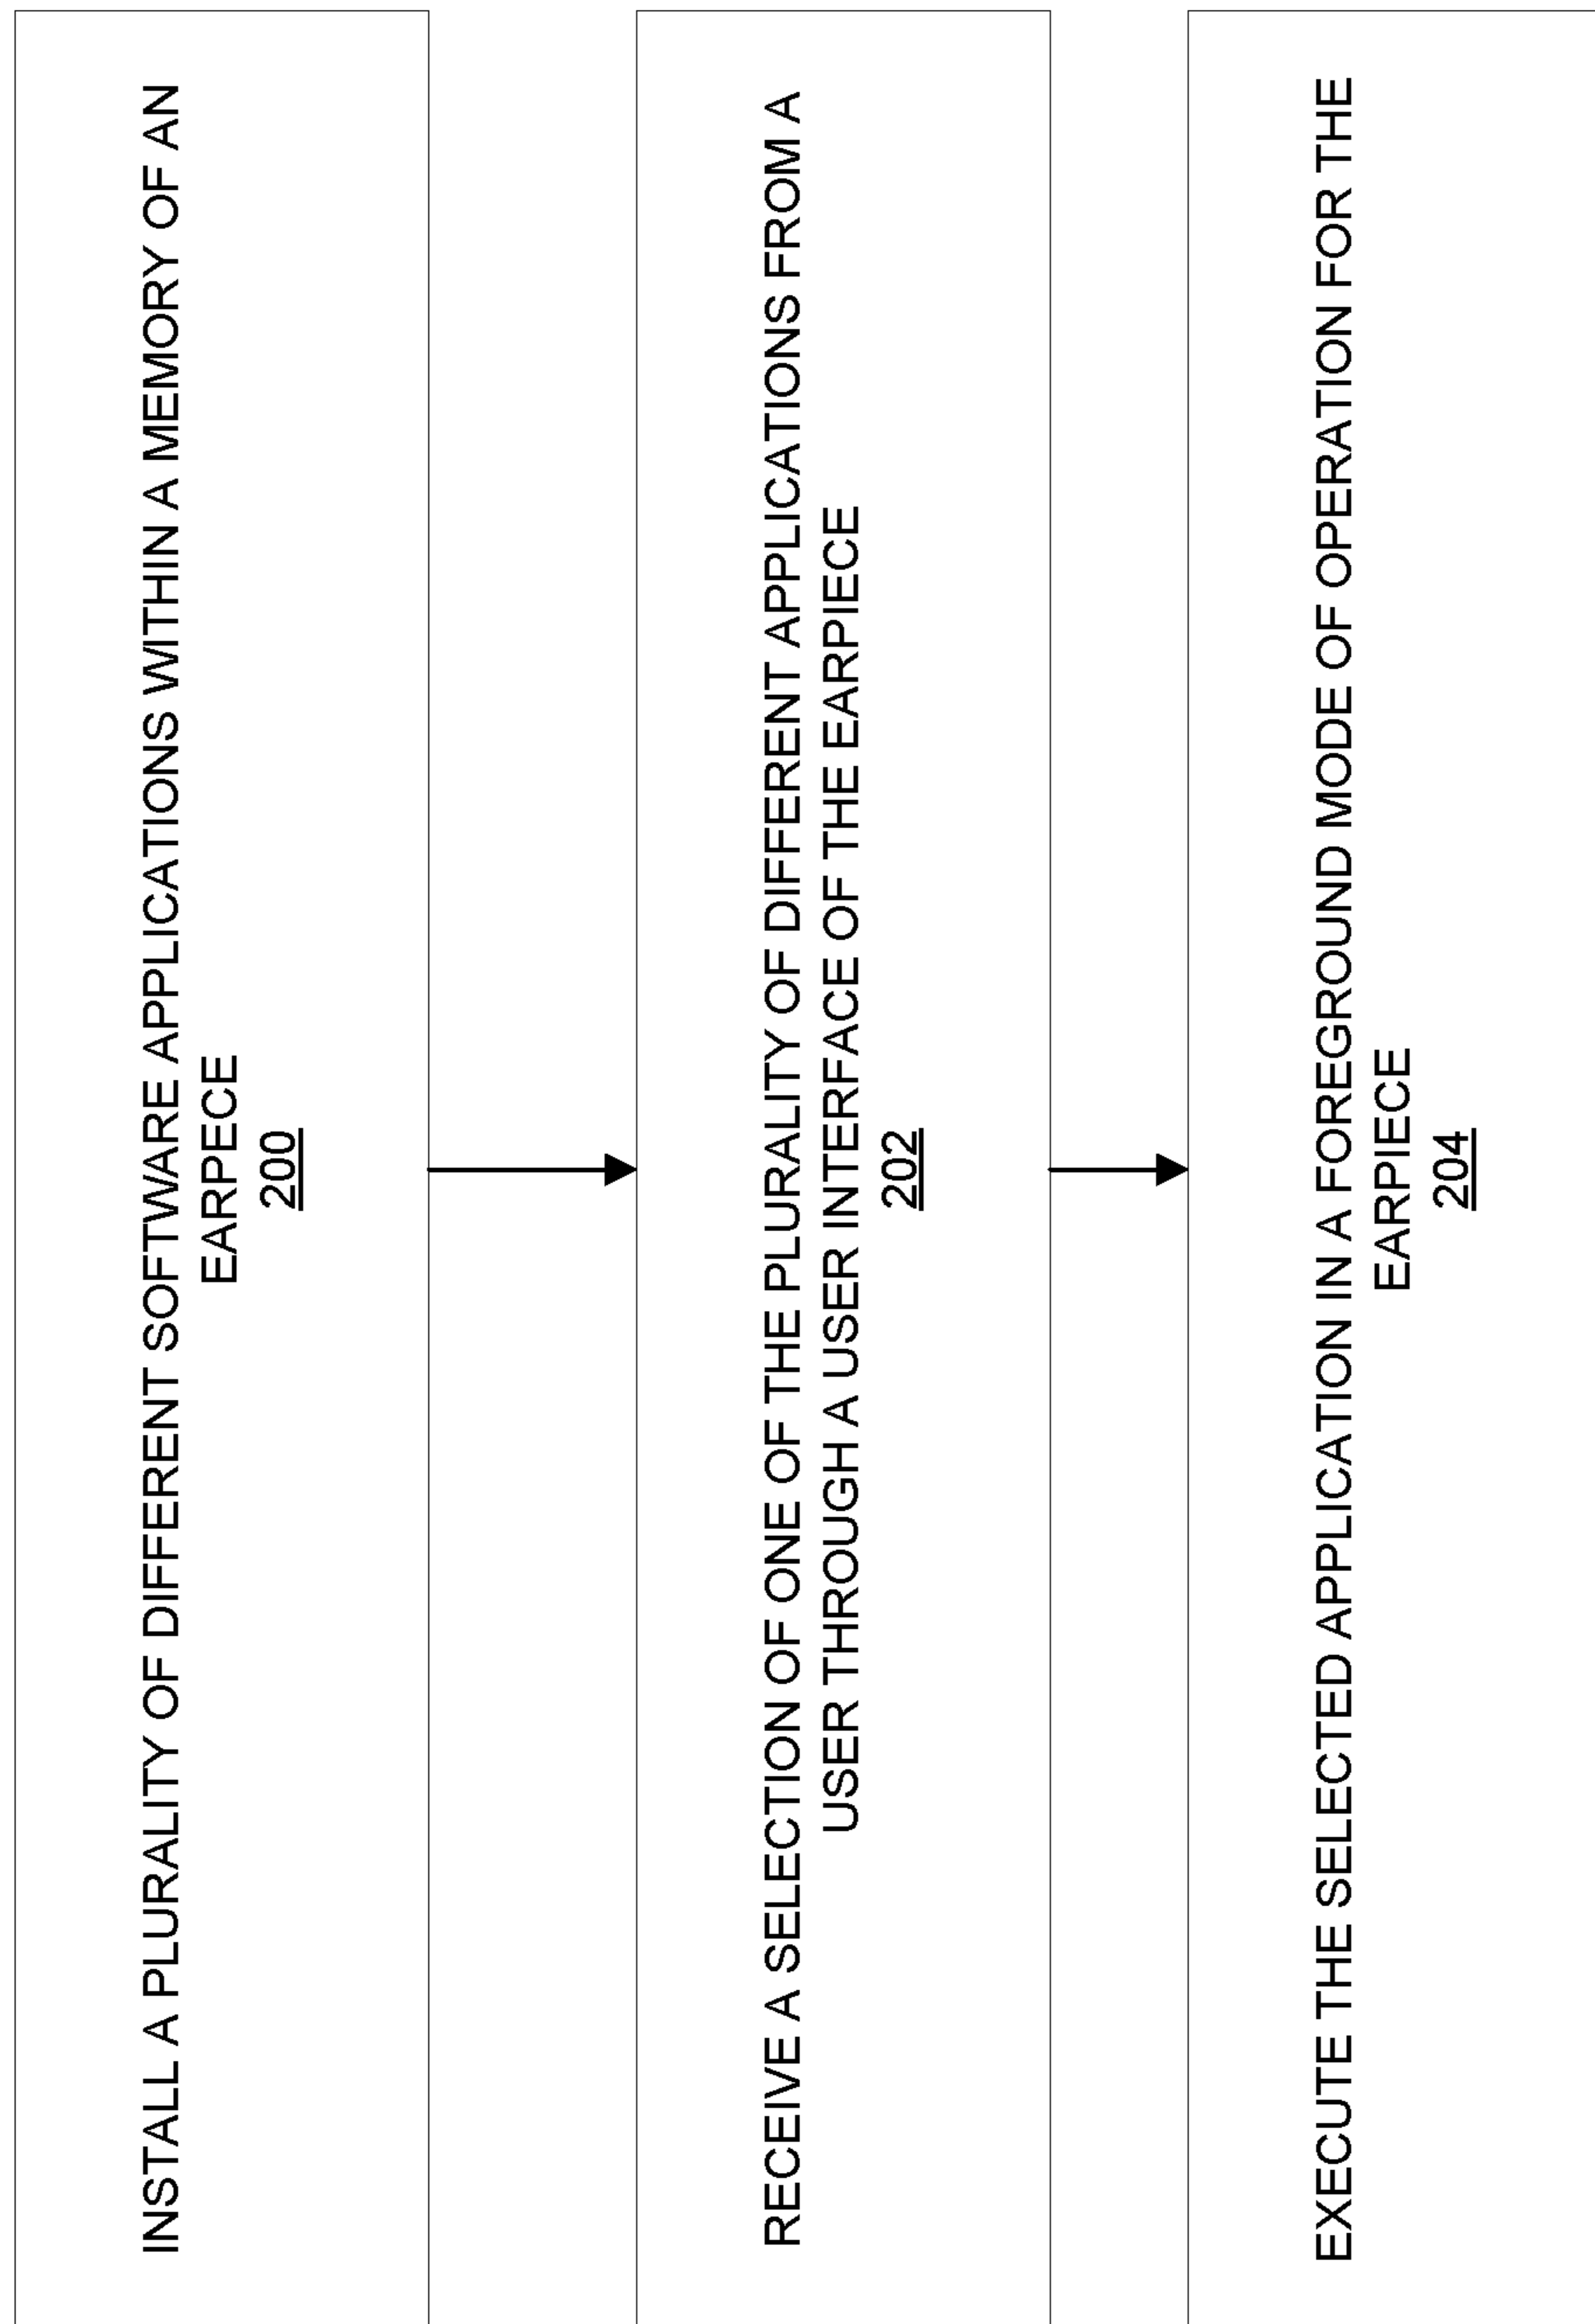 INSTALL A PLURALITY OF DIFFERENT SOFTWARE APPLICATIONS WITHIN A MEMORY OF AN
EARPECE
200
RECEIVE A SELECTION OF ONE OF THE PLURALITY OF DIFFERENT APPLICATIONS FROM A
USER THROUGH A USER INTERFACE OF THE EARPIECE
202
EXECUTE THE SELECTED APPLICATION IN A FOREGROUND MODE OF OPERATION FOR THE
EARPIECE
204